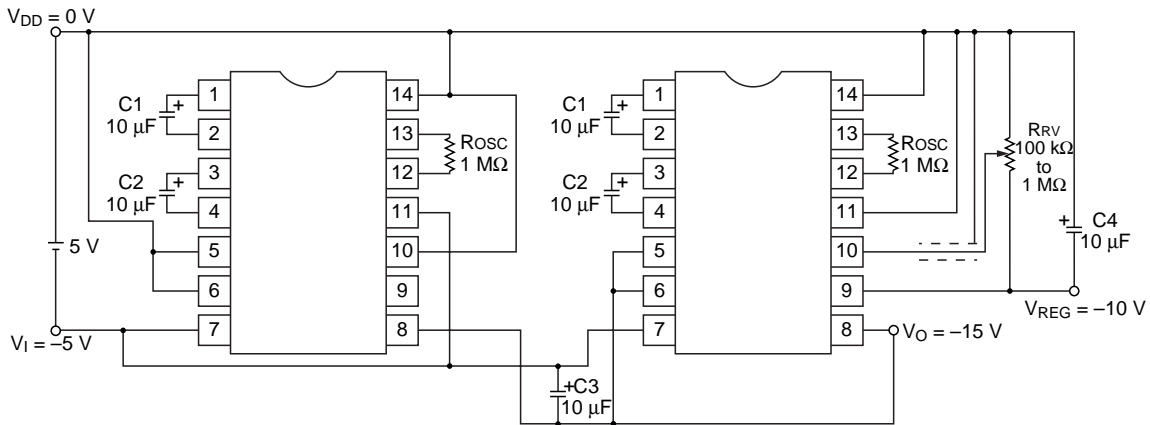 VDD = 0 V
5 V
VI = –5 V
C1
10 µF
+
C2
10 µF
+
1
2
3
4
5
6
7
14
13
12
11
10
9
8
ROSC
1 MΩ
+C3
10 µF
C1
10 µF
+
C2
10 µF
+
1
2
3
4
5
6
7
14
13
12
11
10
9
8
ROSC
1 MΩ
RRV
100 kΩ
to
1 MΩ
+
C4
10 µF
VREG = –10 V
VO = –15 V